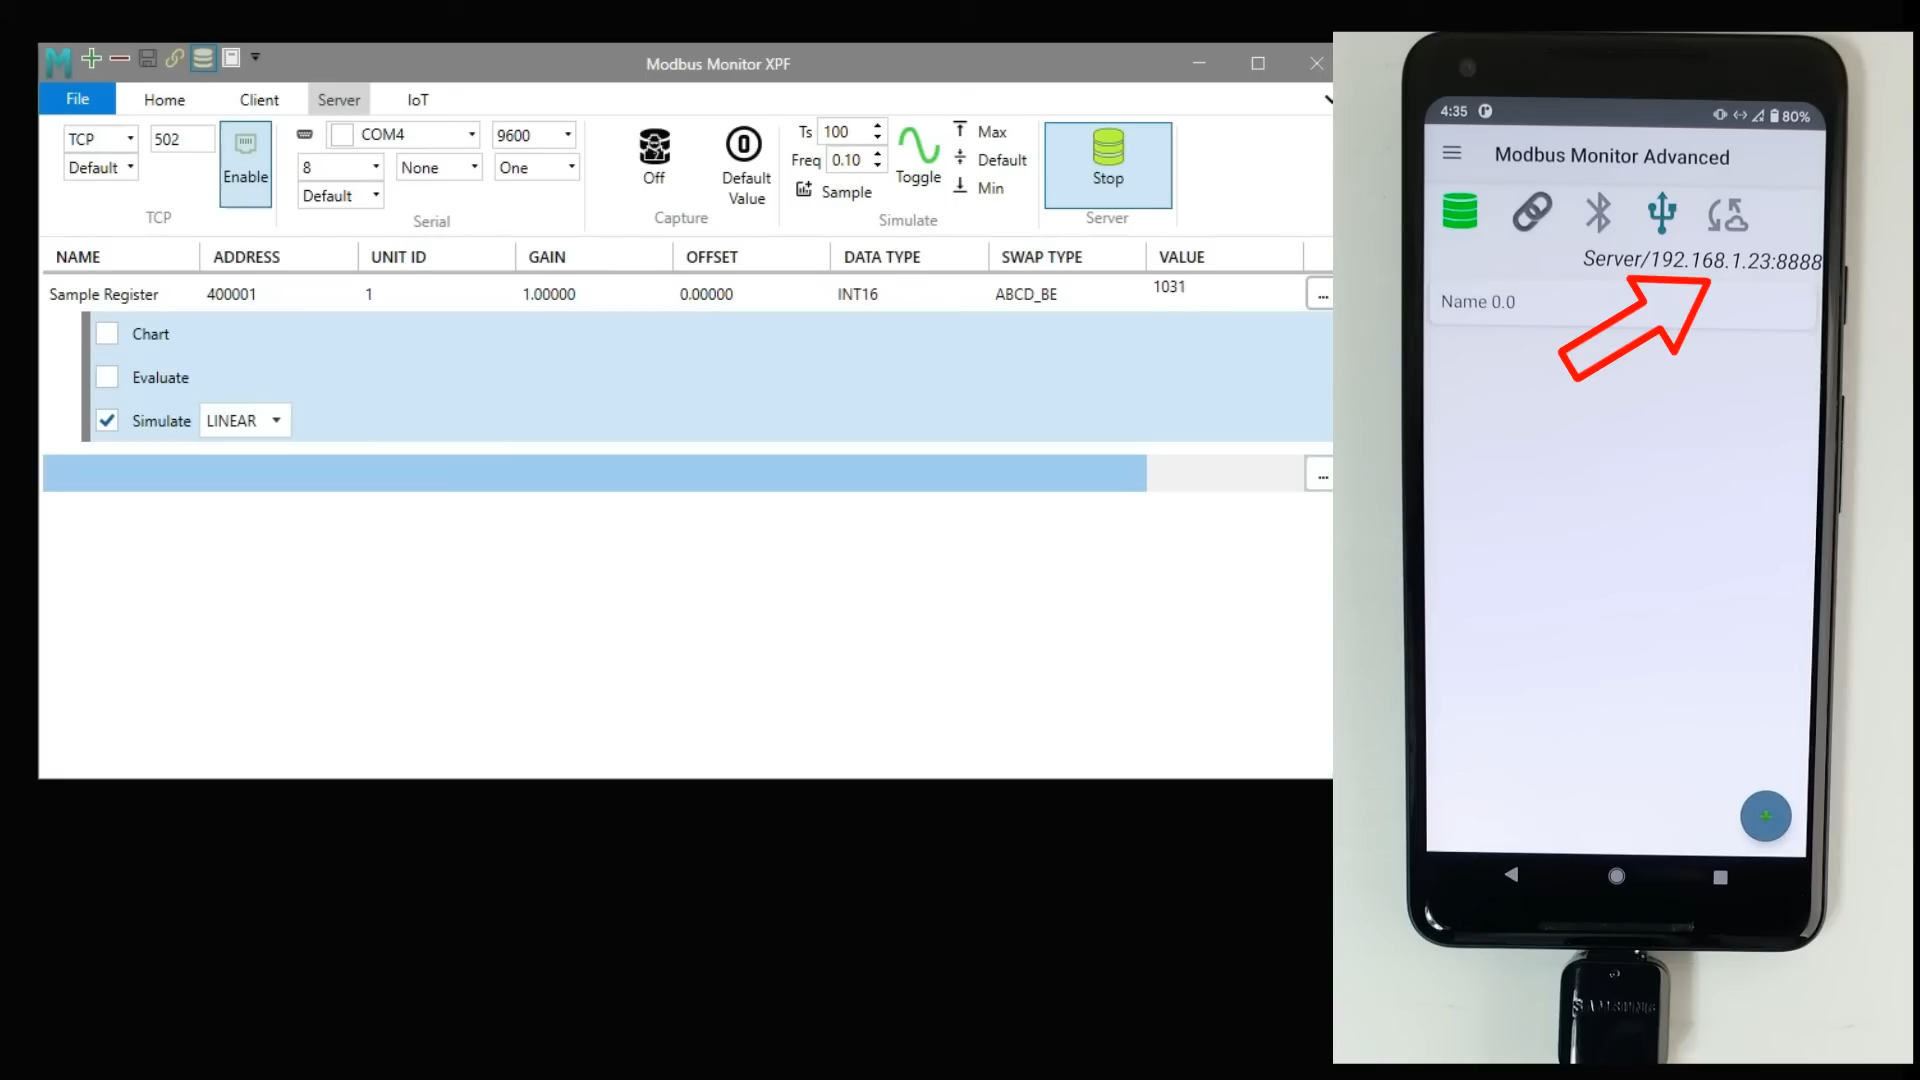 Modbus Monitor XPF
File Home Client Server IoT
TCP 502 COM4 9600 Ts 100 Max
Default Enable 8 None One Off Default Value Freq 0.10 Toggle Default Stop
Default Sample Min
TCP Serial Capture Simulate Server
NAME ADDRESS UNIT ID GAIN OFFSET DATA TYPE SWAP TYPE VALUE
Sample Register 400001 1 1.00000 0.00000 INT16 ABCD_BE 1031 ...
Chart
Evaluate
Simulate LINEAR
...
4:35 80%
Modbus Monitor Advanced
Server/192.168.1.23:8888
Name 0.0
SAMSUNG